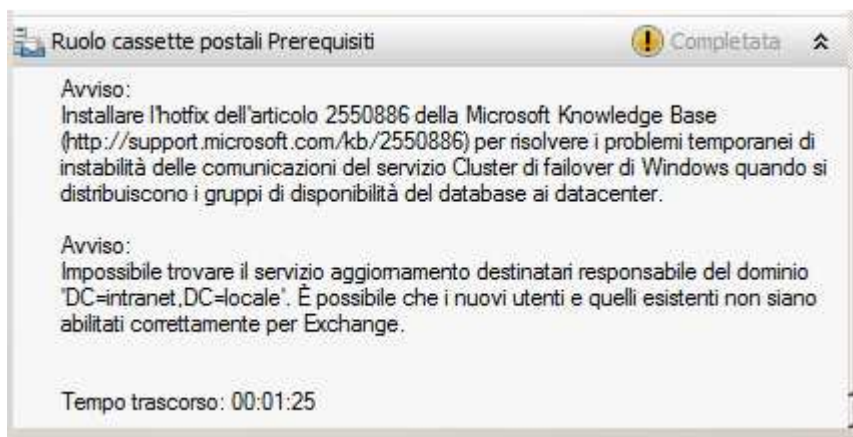 Ruolo cassette postali Prerequisiti Completata
Avviso:
Installare l'hotfix dell'articolo 2550886 della Microsoft Knowledge Base
(http://support.microsoft.com/kb/2550886) per risolvere i problemi temporanei di
instabilità delle comunicazioni del servizio Cluster di failover di Windows quando si
distribuiscono i gruppi di disponibilità del database ai datacenter.
Avviso:
Impossibile trovare il servizio aggiornamento destinatari responsabile del dominio
'DC=intranet,DC=locale'. È possibile che i nuovi utenti e quelli esistenti non siano
abilitati correttamente per Exchange.
Tempo trascorso: 00:01:25